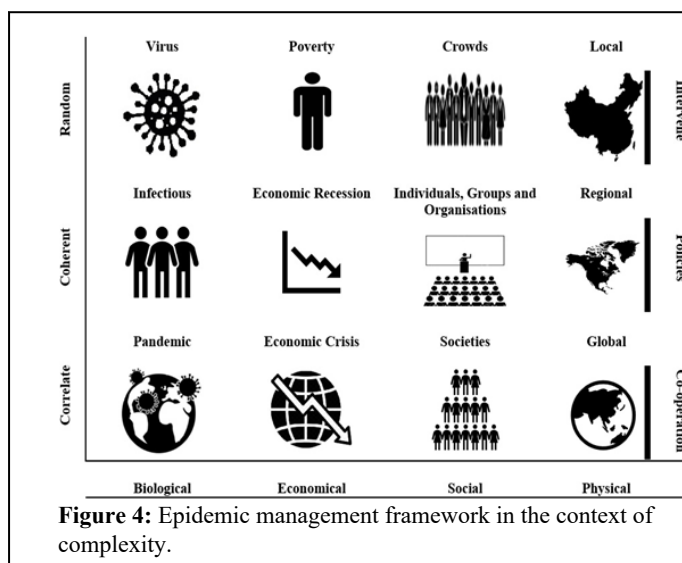 Virus Poverty Crowds Local
Random
Intervene
Infectious Economic Recession Individuals, Groups and Organisations Regional
Coherent
Policies
Pandemic Economic Crisis Societies Global
Correlate
Co-operation
Biological Economical Social Physical
Figure 4: Epidemic management framework in the context of
complexity.